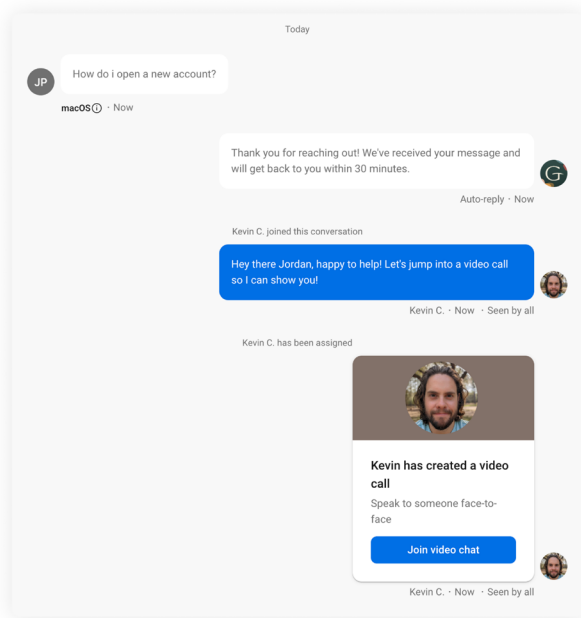 Today
JP
How do i open a new account?
macOS · Now
Thank you for reaching out! We've received your message and
will get back to you within 30 minutes.
G
Auto-reply · Now
Kevin C. joined this conversation
Hey there Jordan, happy to help! Let's jump into a video call
so I can show you!
Kevin C. · Now · Seen by all
Kevin C. has been assigned
Kevin has created a video
call
Speak to someone face-to-
face
Join video chat
Kevin C. · Now · Seen by all